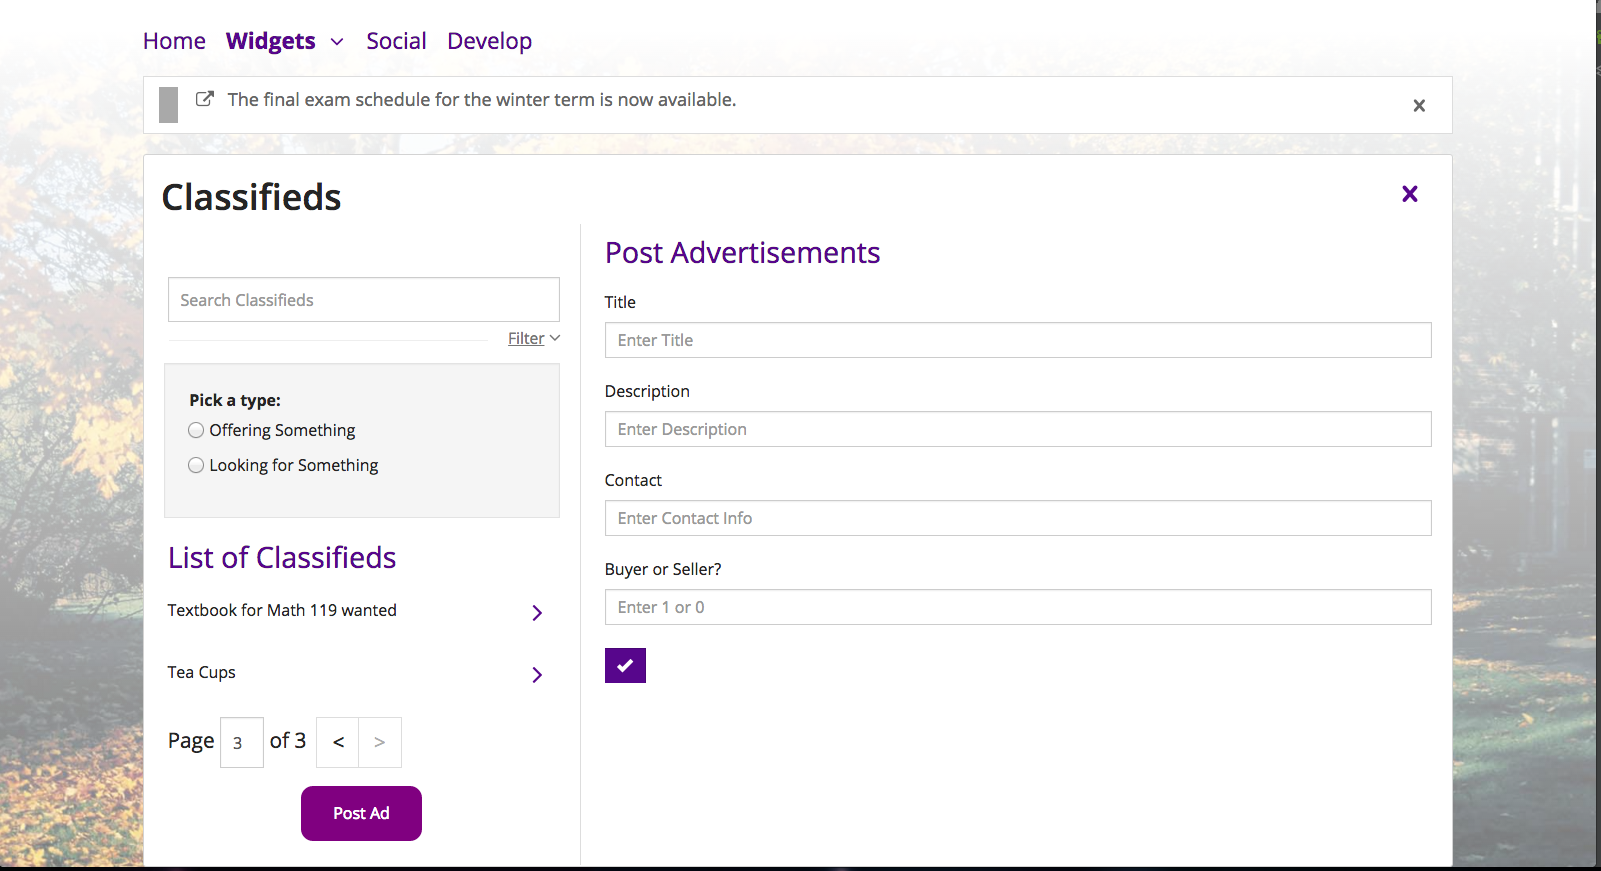 Home Widgets Social Develop
The final exam schedule for the winter term is now available.
Classifieds
Search Classifieds
Filter
Pick a type:
Offering Something
Looking for Something
List of Classifieds
Textbook for Math 119 wanted
Tea Cups
Page 3 of 3 < >
Post Ad
Post Advertisements
Title
Enter Title
Description
Enter Description
Contact
Enter Contact Info
Buyer or Seller?
Enter 1 or 0